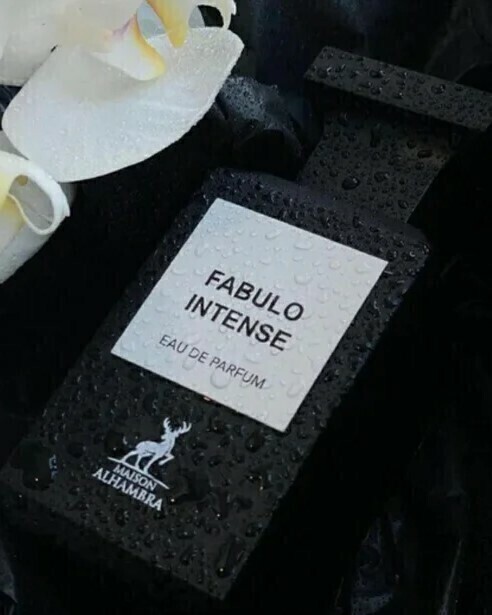 FABULO
INTENSE
EAU DE PARFUM
MAISON
ALHAMBRA